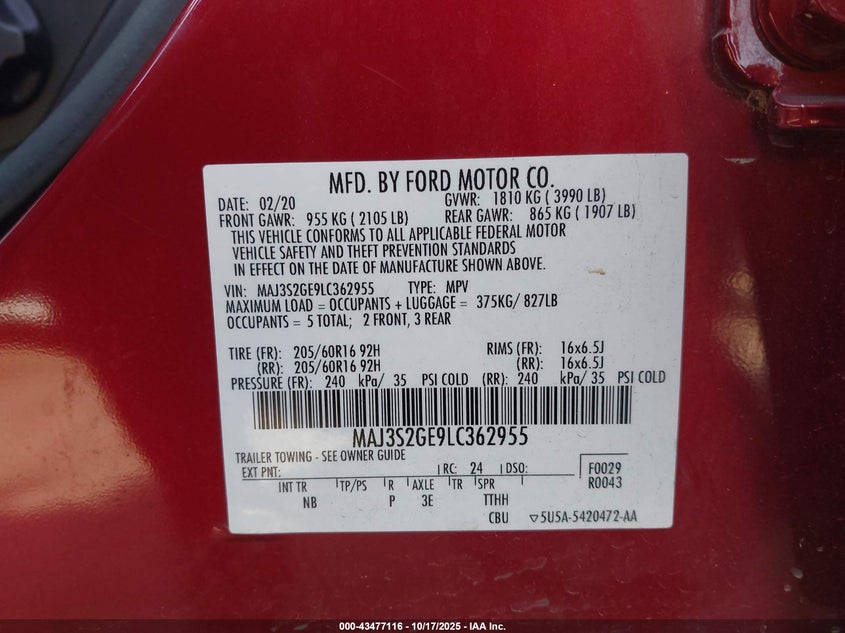 MFD. BY FORD MOTOR CO.
DATE: 02/20 GVWR: 1810 KG ( 3990 LB)
FRONT GAWR: 955 KG ( 2105 LB) REAR GAWR: 865 KG ( 1907 LB)
THIS VEHICLE CONFORMS TO ALL APPLICABLE FEDERAL MOTOR
VEHICLE SAFETY AND THEFT PREVENTION STANDARDS
IN EFFECT ON THE DATE OF MANUFACTURE SHOWN ABOVE.
VIN: MAJ3S2GE9LC362955 TYPE: MPV
MAXIMUM LOAD = OCCUPANTS + LUGGAGE = 375KG/ 827LB
OCCUPANTS = 5 TOTAL; 2 FRONT, 3 REAR
TIRE (FR): 205/60R16 92H RIMS (FR): 16x6.5J
(RR): 205/60R16 92H (RR): 16x6.5J
PRESSURE (FR): 240 kPa/ 35 PSI COLD (RR): 240 kPa/ 35 PSI COLD
MAJ3S2GE9LC362955
TRAILER TOWING - SEE OWNER GUIDE
EXT PNT: RC: 24 DSO: F0029
R0043
INT TR TP/PS R AXLE TR SPR
NB P 3E TTHH
CBU ▽5U5A-5420472-AA
000-43477116 - 10/17/2025 - IAA Inc.